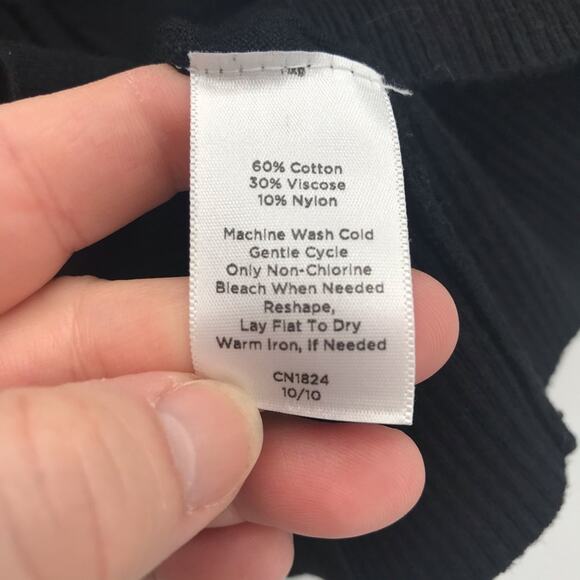 60% Cotton
30% Viscose
10% Nylon
Machine Wash Cold
Gentle Cycle
Only Non-Chlorine
Bleach When Needed
Reshape,
Lay Flat To Dry
Warm Iron, If Needed
CN1824
10/10